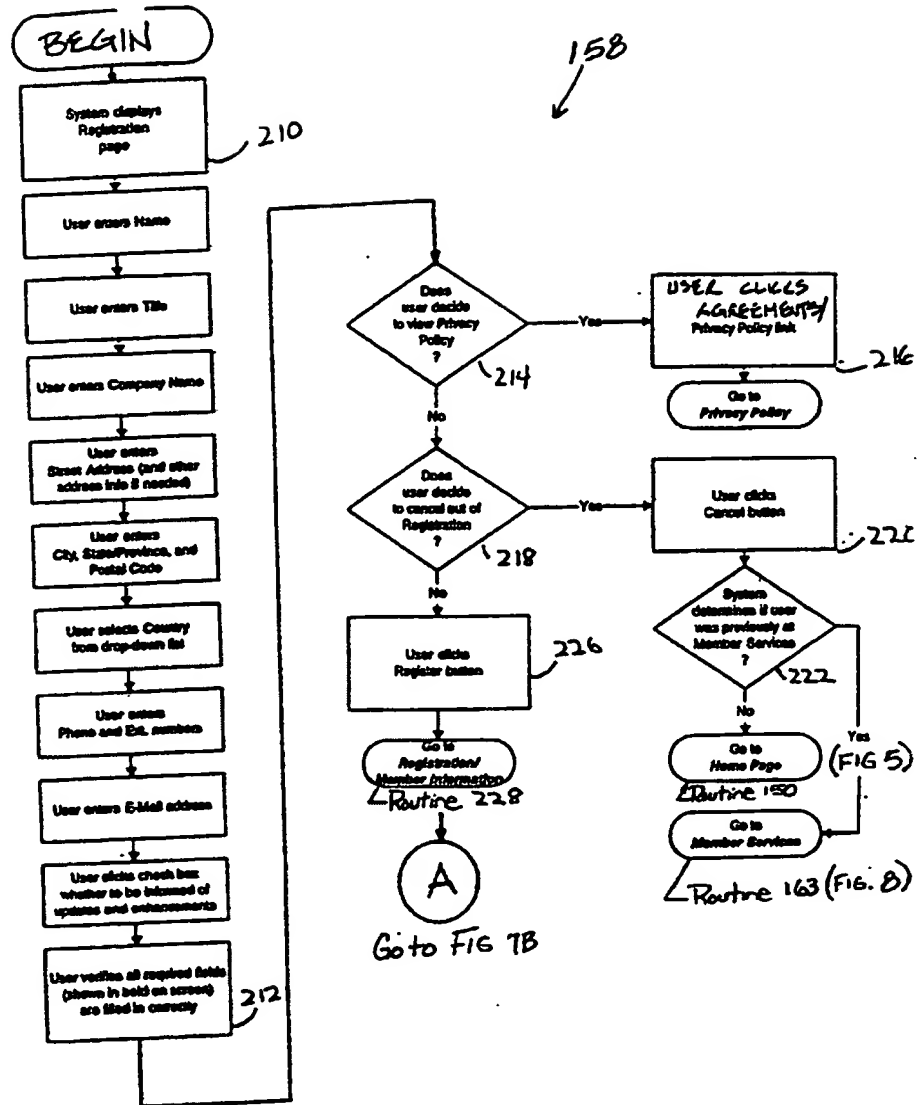 BEGIN
158
System displays
Registration
page
210
User enters Name
User enters Title
User enters Company Name
User enters
Street Address (and other
address info if needed)
User enters
City, State/Province, and
Postal Code
User selects Country
from drop-down list
User enters
Phone and Ext. numbers
User enters E-Mail address
User clicks check box
whether to be informed of
updates and enhancements
User verifies all required fields
(shown in bold on screen)
are filled in correctly
212
Does
user decide
to view Privacy
Policy
?
214
Yes
USER CLICKS
AGREEMENTS/
Privacy Policy link
216
Go to
Privacy Policy
No
Does
user decide
to cancel out of
Registration
?
218
Yes
User clicks
Cancel button
No
System
determines if user
was previously at
Member Services
?
222
User clicks
Register button
226
Go to
Registration/
Member Information
Routine 228
A
Go to FIG 7B
No
Yes
(FIG 5)
Go to
Home Page
Routine 150
Go to
Member Services
Routine 163 (FIG. 8)